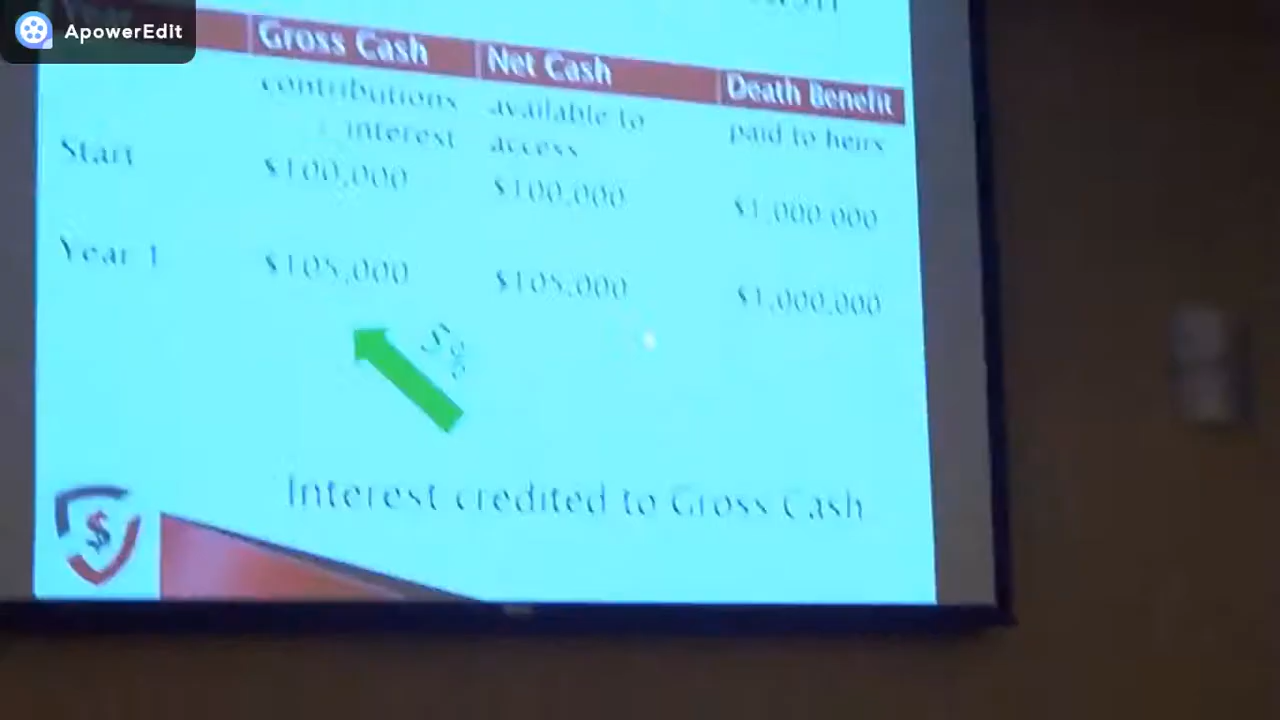 ApowerEdit
Gross Cash Net Cash Death Benefit
contributions available to paid to heirs
interest access
Start $100,000 $100,000 $1,000,000
Year 1 $105,000 $105,000 $1,000,000
5%
Interest credited to Gross Cash
$